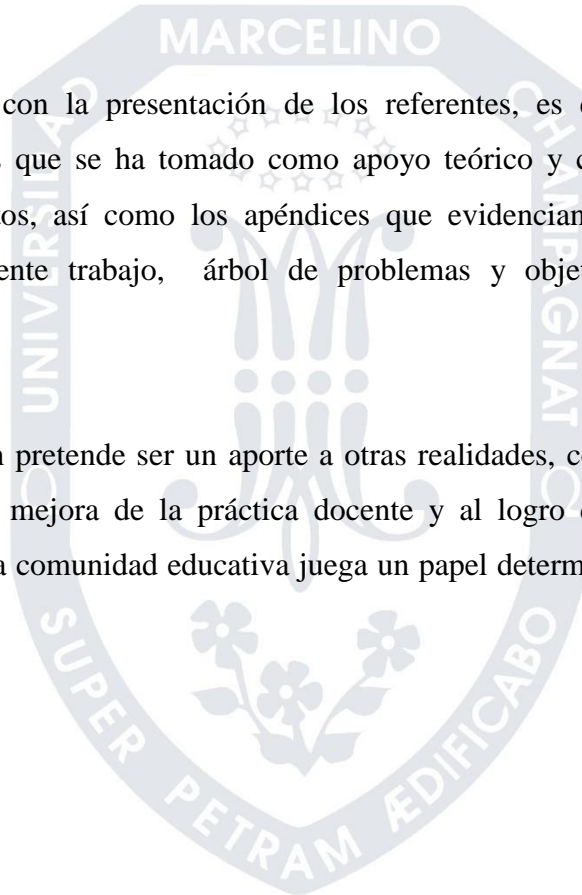 MARCELINO
UNIVERSIDAD
CHAMPAGNAT
con la presentación de los referentes, es
que se ha tomado como apoyo teórico y
tos, así como los apéndices que evidencian
ente trabajo, árbol de problemas y obje
pretende ser un aporte a otras realidades,
mejora de la práctica docente y al logro
a comunidad educativa juega un papel determ
SUPER PETRAM ÆDIFICABO